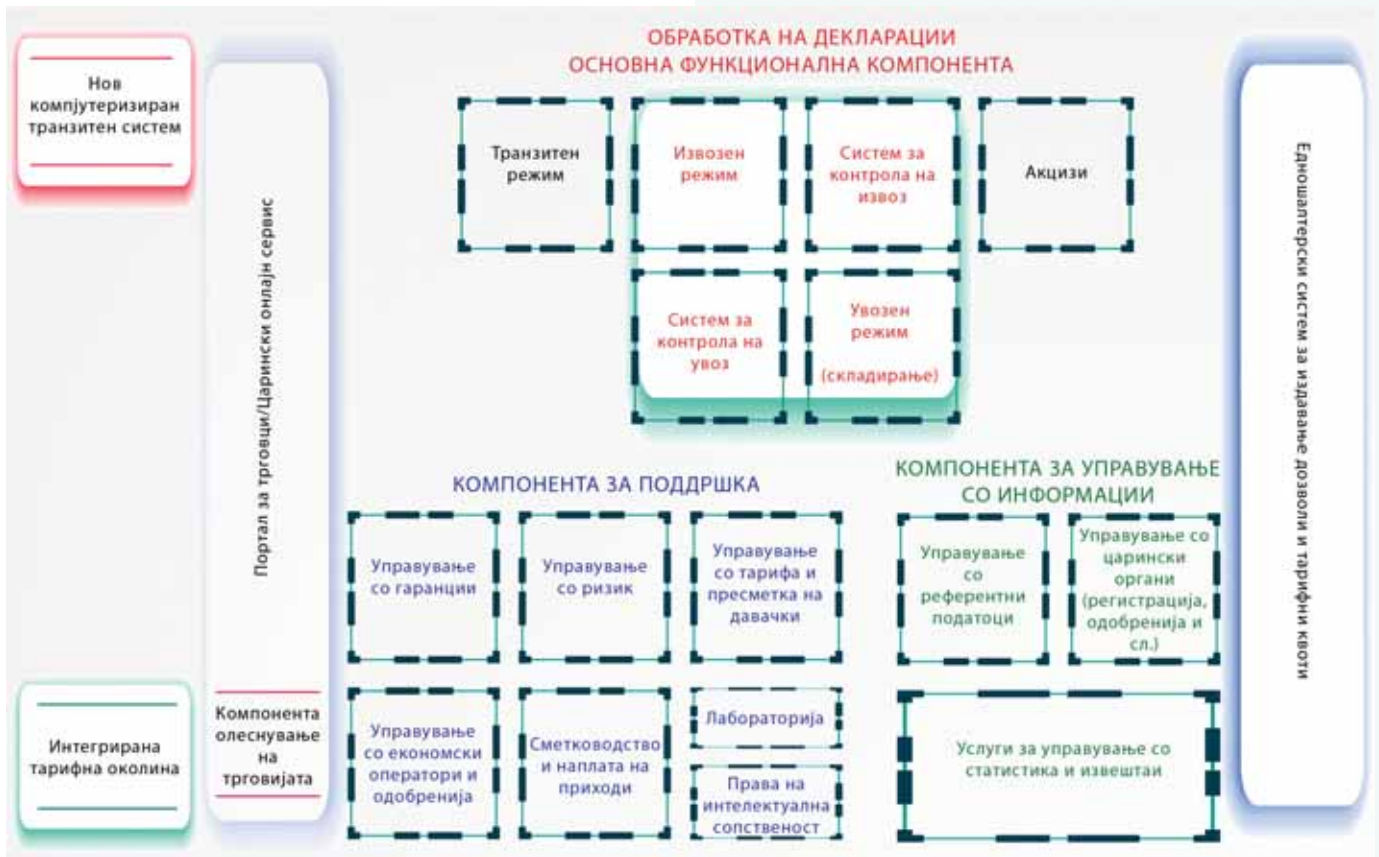 ОБРАБОТКА НА ДЕКЛАРАЦИИ
ОСНОВНА ФУНКЦИОНАЛНА КОМПОНЕНТА
Нов
компјутеризиран
транзитен систем
Портал за трговци/Царински онлајн сервис
Транзитен
режим
Извозен
режим
Систем за
контрола на
извоз
Акцизи
Систем за
контрола на
увоз
Увозен
режим
(складирање)
Едношалтерски систем за издавање дозволи и тарифни квоти
КОМПОНЕНТА ЗА ПОДДРШКА
Управување
со гаранции
Управување
со ризик
Управување
со тарифа и
пресметка на
давачки
Управување
со економски
оператори и
одобренија
Сметководство
и наплата на
приходи
Лабораторија
Права на
интелектуална
сопственост
КОМПОНЕНТА ЗА УПРАВУВАЊЕ
СО ИНФОРМАЦИИ
Управување
со
референтни
податоци
Управување со
царински
органи
(регистрација,
одобренија и
сл.)
Услуги за управување со
статистика и извештаи
Интегрирана
тарифна околина
Компонента
олеснување
на
трговијата